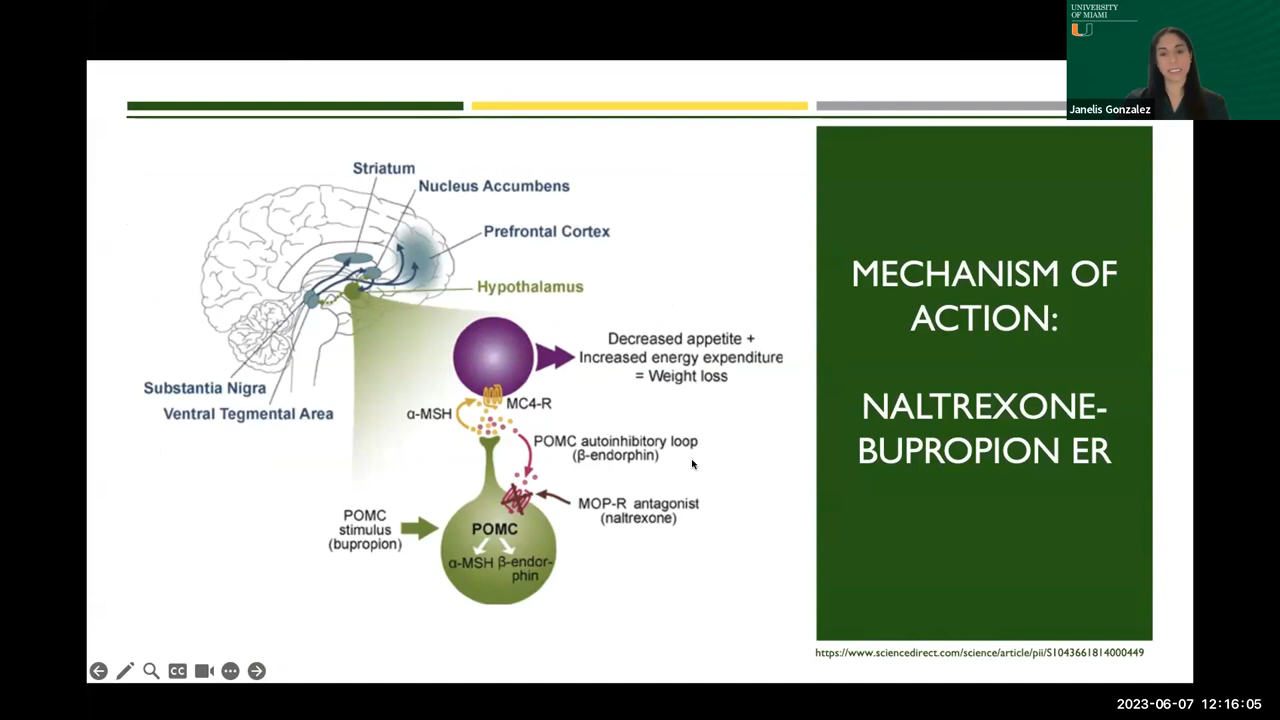 UNIVERSITY
OF MIAMI
Janelis Gonzalez
Striatum
Nucleus Accumbens
Prefrontal Cortex
Hypothalamus
Substantia Nigra
Ventral Tegmental Area
Decreased appetite +
Increased energy expenditure
= Weight loss
MC4-R
α-MSH
POMC autoinhibitory loop
(β-endorphin)
MOP-R antagonist
(naltrexone)
POMC
stimulus
(bupropion)
POMC
α-MSH β-endor-
phin
MECHANISM OF
ACTION:
NALTREXONE-
BUPROPION ER
https://www.sciencedirect.com/science/article/pii/S1043661814000449
CC
2023-06-07 12:16:05